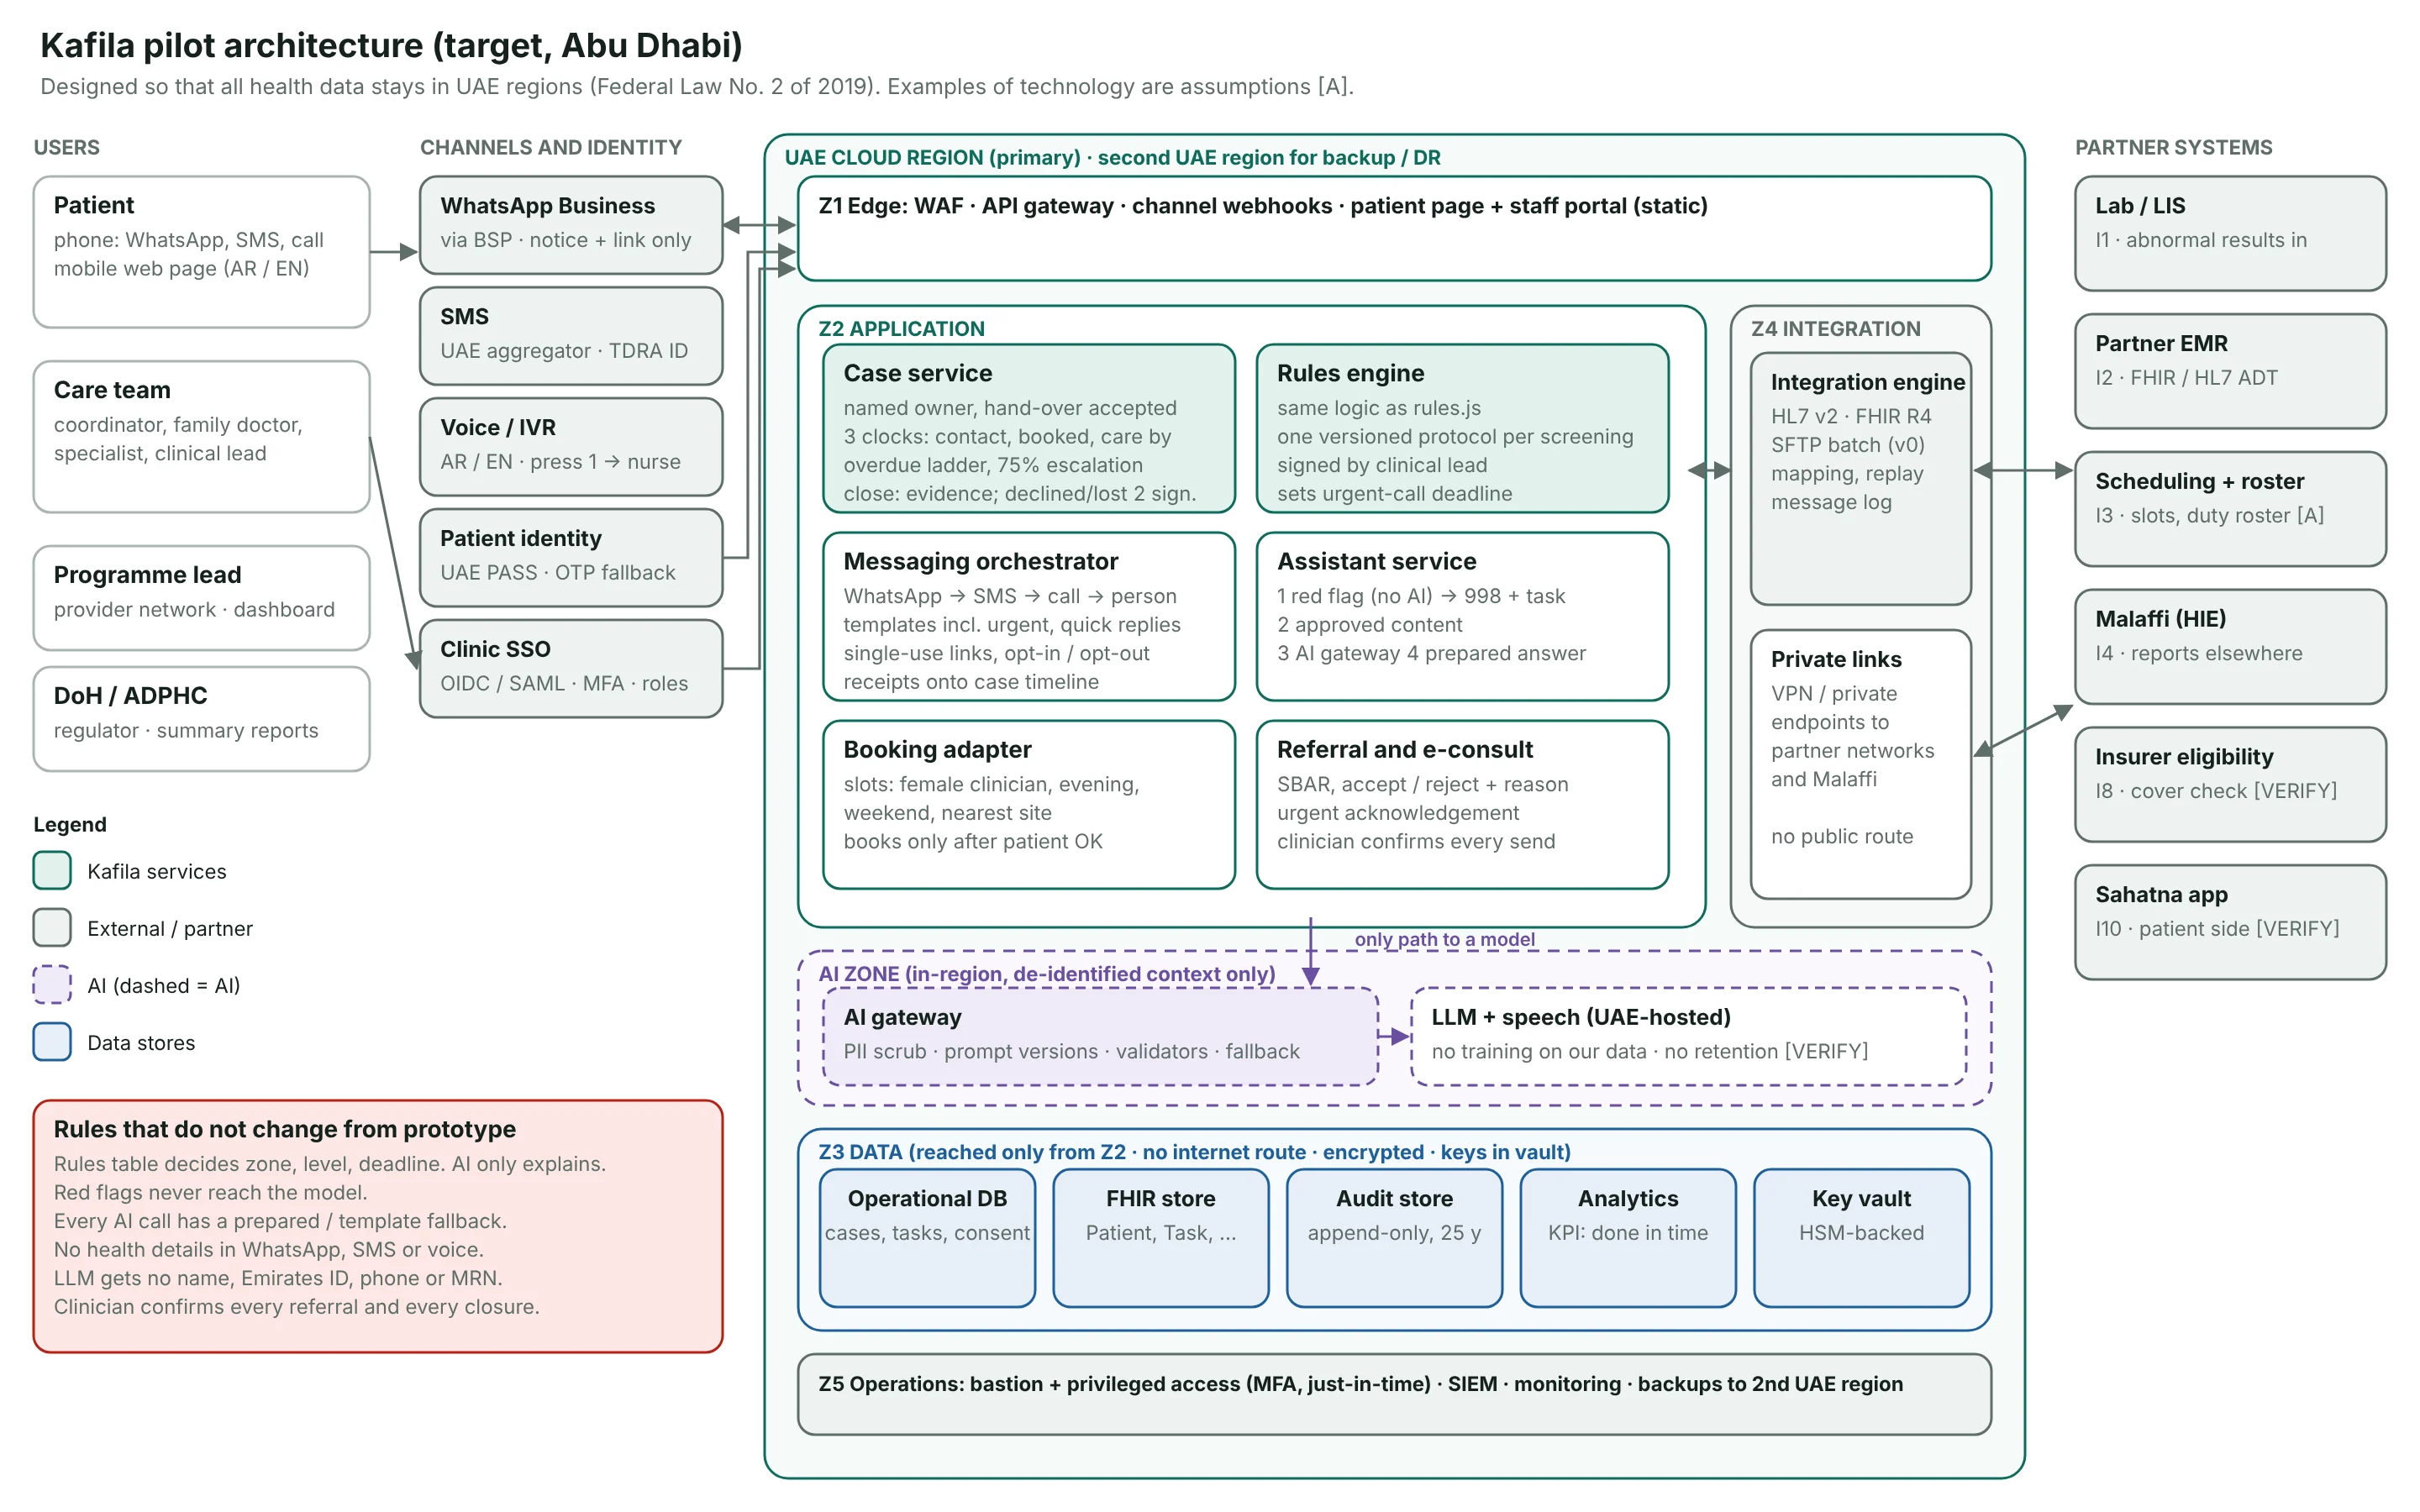 Kafila pilot architecture (target, Abu Dhabi)
Designed so that all health data stays in UAE regions (Federal Law No. 2 of 2019). Examples of technology are assumptions [A].
USERS
Patient
phone: WhatsApp, SMS, call
mobile web page (AR / EN)
Care team
coordinator, family doctor,
specialist, clinical lead
Programme lead
provider network · dashboard
DoH / ADPHC
regulator · summary reports
CHANNELS AND IDENTITY
WhatsApp Business
via BSP · notice + link only
SMS
UAE aggregator · TDRA ID
Voice / IVR
AR / EN · press 1 → nurse
Patient identity
UAE PASS · OTP fallback
Clinic SSO
OIDC / SAML · MFA · roles
Legend
Kafila services
External / partner
AI (dashed = AI)
Data stores
Rules that do not change from prototype
Rules table decides zone, level, deadline. AI only explains.
Red flags never reach the model.
Every AI call has a prepared / template fallback.
No health details in WhatsApp, SMS or voice.
LLM gets no name, Emirates ID, phone or MRN.
Clinician confirms every referral and every closure.
UAE CLOUD REGION (primary) · second UAE region for backup / DR
Z1 Edge: WAF · API gateway · channel webhooks · patient page + staff portal (static)
Z2 APPLICATION
Case service
named owner, hand-over accepted
3 clocks: contact, booked, care by
overdue ladder, 75% escalation
close: evidence; declined/lost 2 sign.
Rules engine
same logic as rules.js
one versioned protocol per screening
signed by clinical lead
sets urgent-call deadline
Messaging orchestrator
WhatsApp → SMS → call → person
templates incl. urgent, quick replies
single-use links, opt-in / opt-out
receipts onto case timeline
Assistant service
1 red flag (no AI) → 998 + task
2 approved content
3 AI gateway 4 prepared answer
Booking adapter
slots: female clinician, evening,
weekend, nearest site
books only after patient OK
Referral and e-consult
SBAR, accept / reject + reason
urgent acknowledgement
clinician confirms every send
Z4 INTEGRATION
Integration engine
HL7 v2 · FHIR R4
SFTP batch (v0)
mapping, replay
message log
Private links
VPN / private
endpoints to
partner networks
and Malaffi
no public route
only path to a model
AI ZONE (in-region, de-identified context only)
AI gateway
PII scrub · prompt versions · validators · fallback
LLM + speech (UAE-hosted)
no training on our data · no retention [VERIFY]
Z3 DATA (reached only from Z2 · no internet route · encrypted · keys in vault)
Operational DB
cases, tasks, consent
FHIR store
Patient, Task, ...
Audit store
append-only, 25 y
Analytics
KPI: done in time
Key vault
HSM-backed
Z5 Operations: bastion + privileged access (MFA, just-in-time) · SIEM · monitoring · backups to 2nd UAE region
PARTNER SYSTEMS
Lab / LIS
I1 · abnormal results in
Partner EMR
I2 · FHIR / HL7 ADT
Scheduling + roster
I3 · slots, duty roster [A]
Malaffi (HIE)
I4 · reports elsewhere
Insurer eligibility
I8 · cover check [VERIFY]
Sahatna app
I10 · patient side [VERIFY]